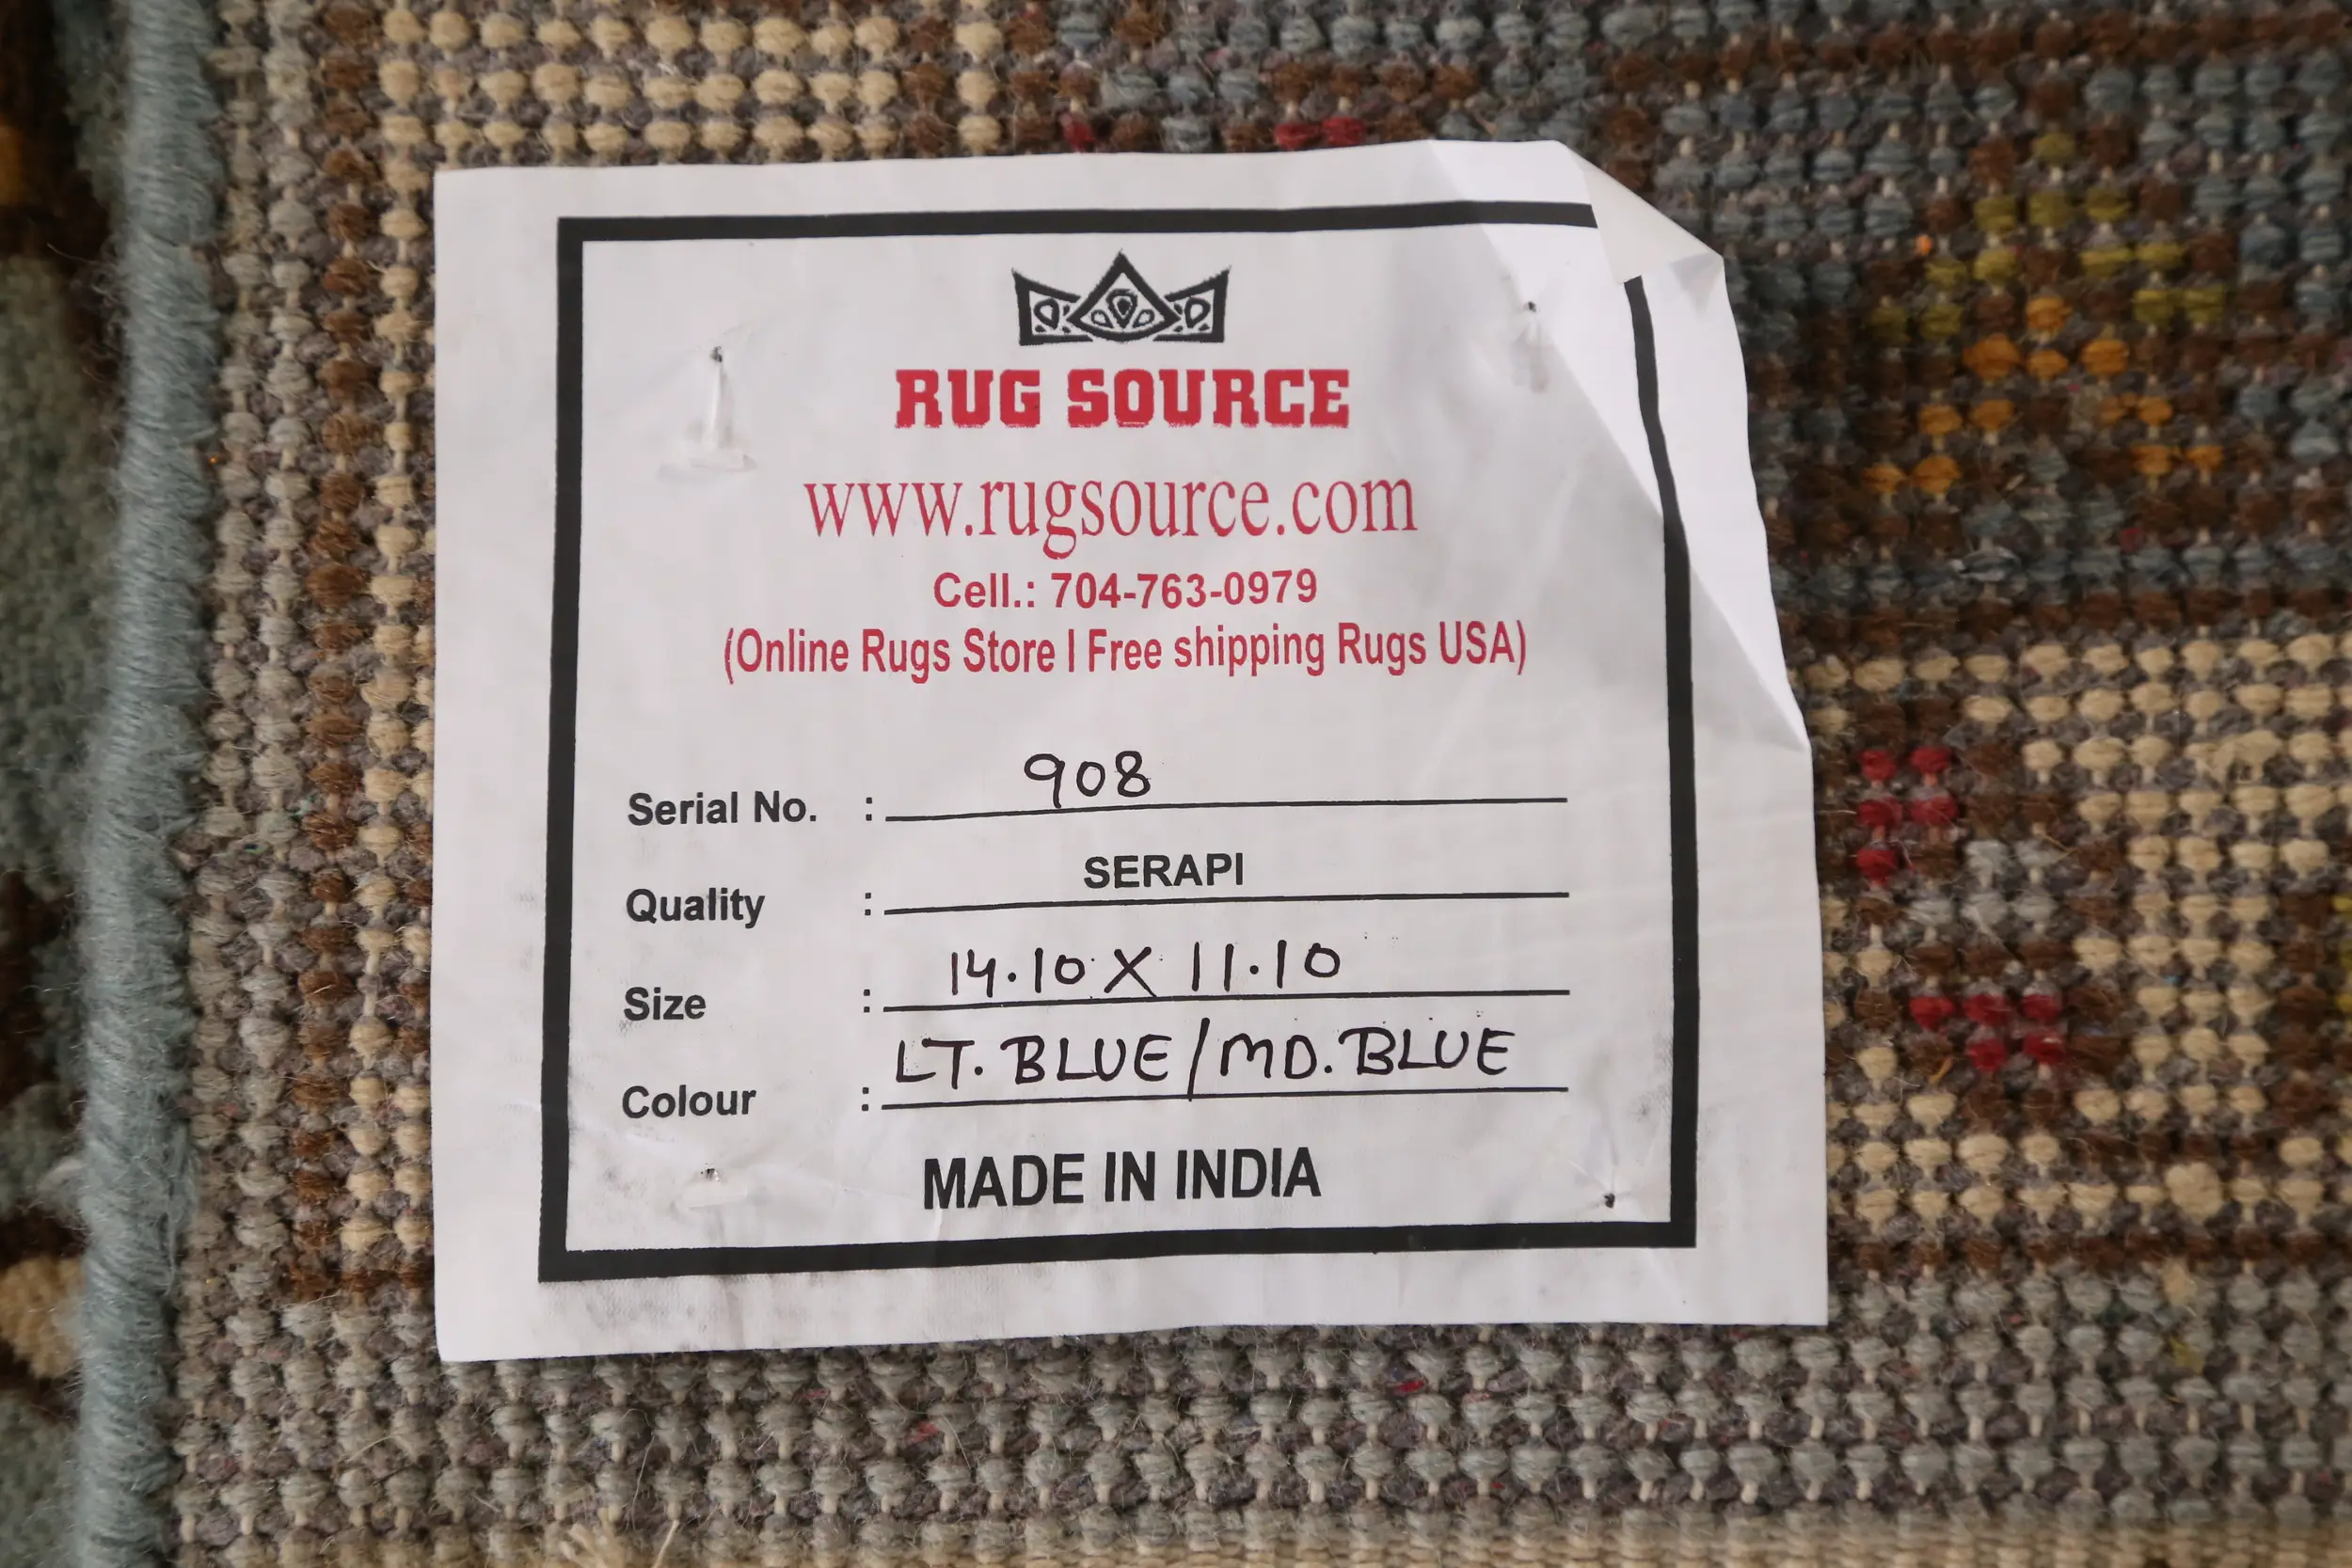 RUG SOURCE
www.rugsource.com
Cell.: 704-763-0979
(Online Rugs Store I Free shipping Rugs USA)
Serial No. : 908
Quality : SERAPI
Size : 14.10 X 11.10
Colour : LT. BLUE / MD. BLUE
MADE IN INDIA